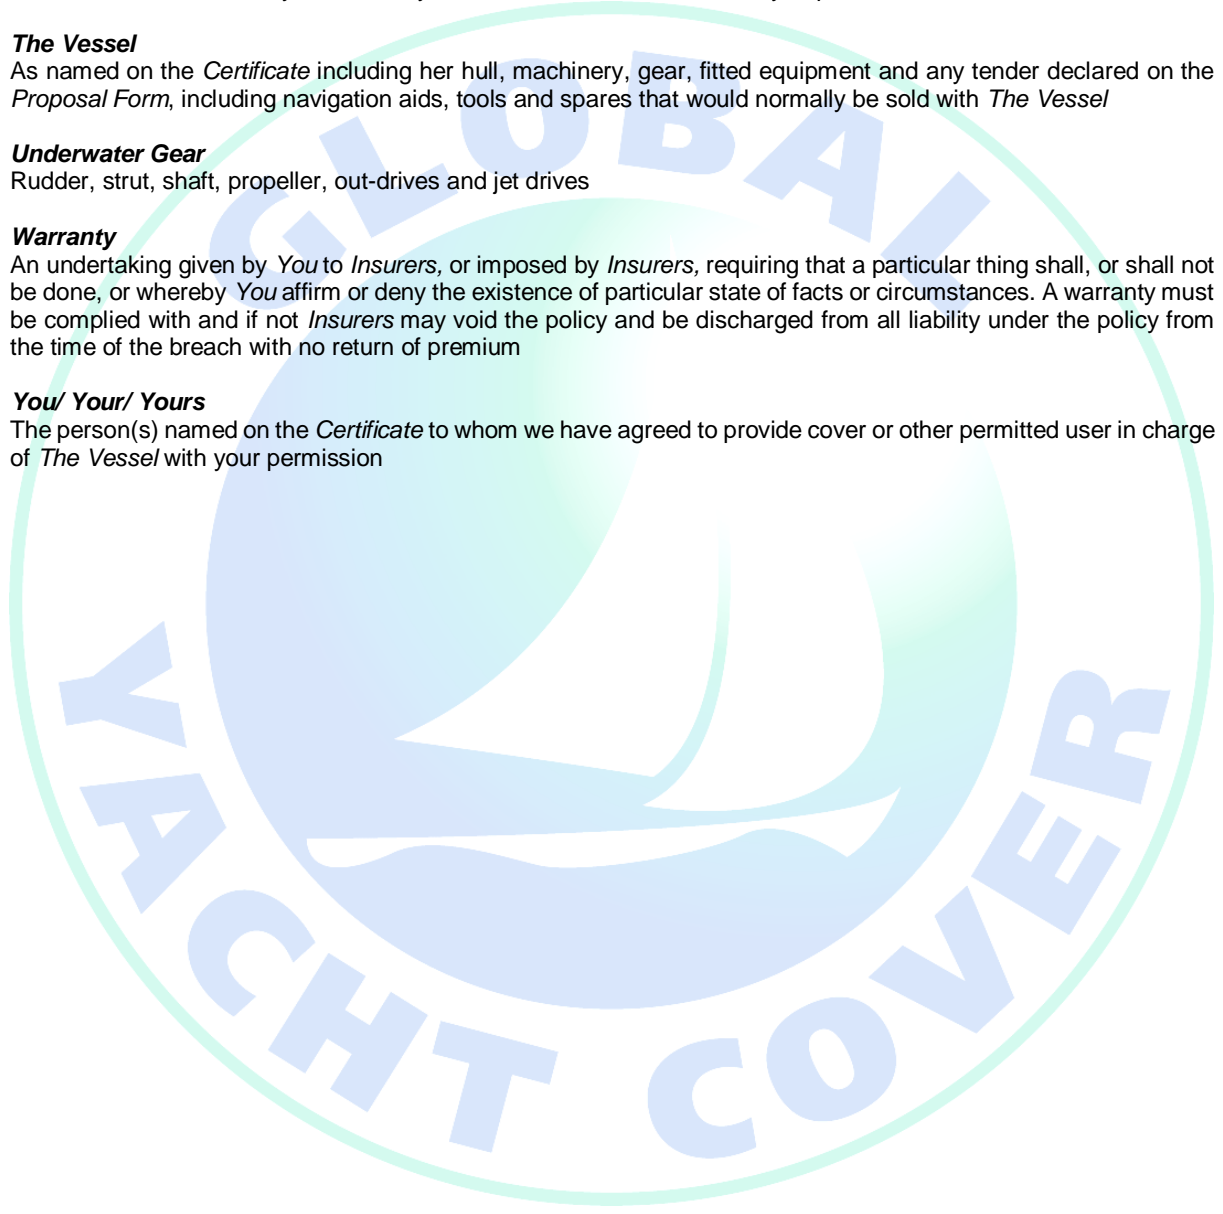 The Vessel
As named on the Certificate including her hull, machinery, gear, fitted equipment and any tender declared on the
Proposal Form, including navigation aids, tools and spares that would normally be sold with The Vessel
Underwater Gear
Rudder, strut, shaft, propeller, out-drives and jet drives
Warranty
An undertaking given by You to Insurers, or imposed by Insurers, requiring that a particular thing shall, or shall not
be done, or whereby You affirm or deny the existence of particular state of facts or circumstances. A warranty must
be complied with and if not Insurers may void the policy and be discharged from all liability under the policy from
the time of the breach with no return of premium
You/ Your/ Yours
The person(s) named on the Certificate to whom we have agreed to provide cover or other permitted user in charge
of The Vessel with your permission
GLOBAL
YACHT COVER